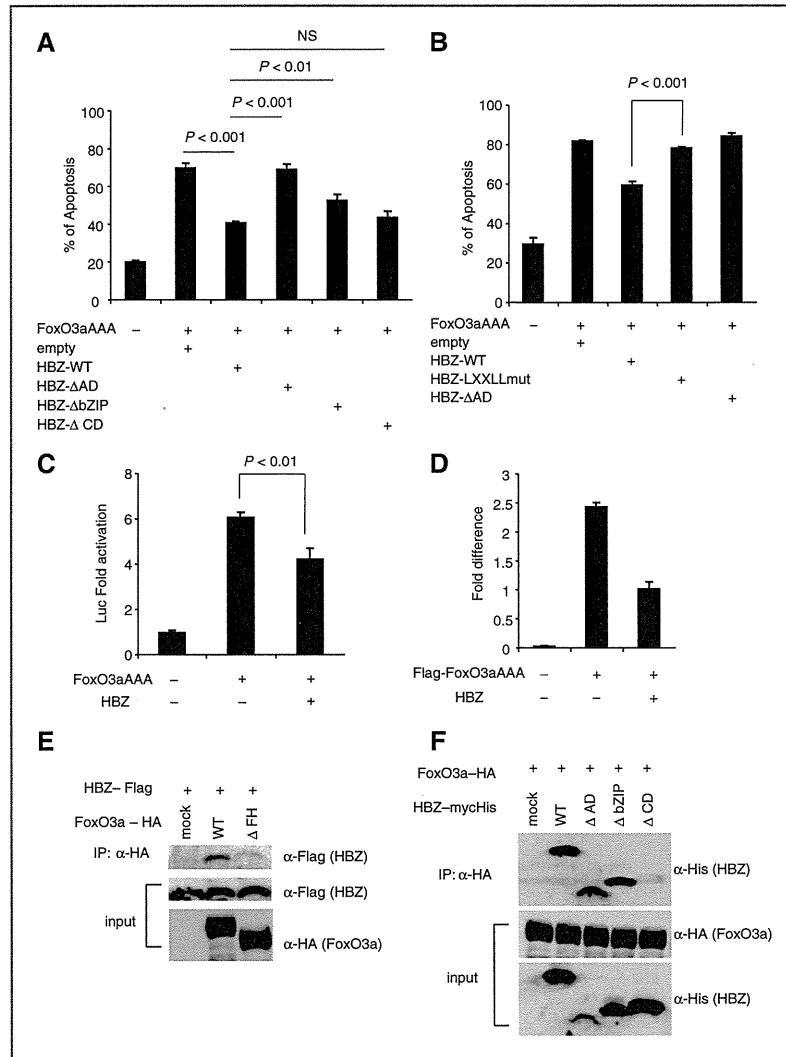 A
NS
P < 0.01
P < 0.001
P < 0.001
100
80
60
40
20
0
% of Apoptosis
FoxO3aAAA – + + + + +
empty +
HBZ-WT +
HBZ-ΔAD +
HBZ-ΔbZIP +
HBZ-Δ CD +
B
P < 0.001
100
80
60
40
20
0
% of Apoptosis
FoxO3aAAA – + + + +
empty +
HBZ-WT +
HBZ-LXXLLmut +
HBZ-ΔAD +
C
P < 0.01
8
6
4
2
0
Luc Fold activation
FoxO3aAAA – + +
HBZ – – +
D
3
2.5
2
1.5
1
0.5
0
Fold difference
Flag-FoxO3aAAA – + +
HBZ – – +
E
HBZ– Flag + + +
FoxO3a – HA mock WT Δ FH
IP: α-HA α-Flag (HBZ)
input α-Flag (HBZ)
α-HA (FoxO3a)
F
FoxO3a–HA + + + + +
HBZ–mycHis mock WT Δ AD Δ bZIP Δ CD
IP: α-HA α-His (HBZ)
input α-HA (FoxO3a)
α-His (HBZ)